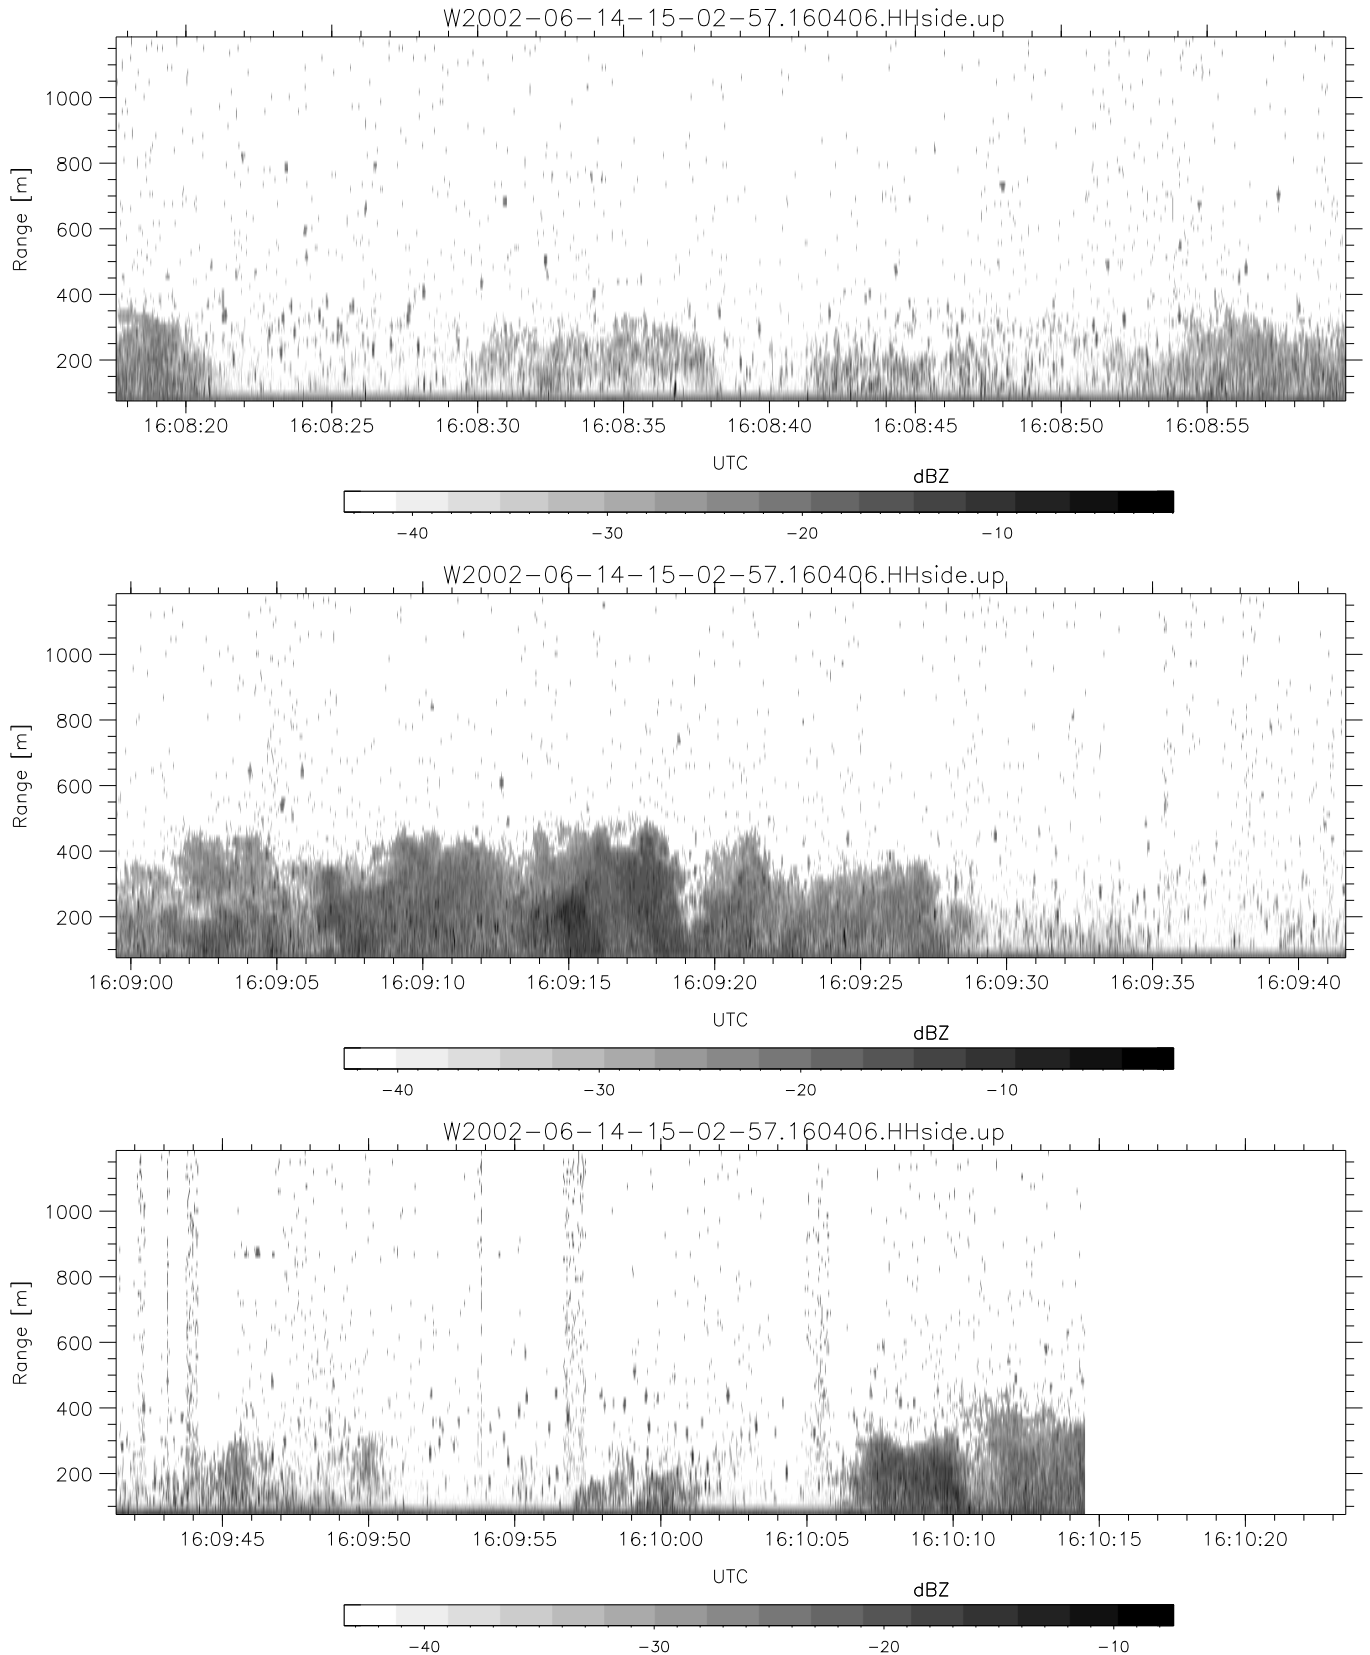 W2002-06-14-15-02-57.160406.HHside.up
1000
800
600
400
200
Range [m]
16:08:20 16:08:25 16:08:30 16:08:35 16:08:40 16:08:45 16:08:50 16:08:55
UTC
dBZ
-40 -30 -20 -10
W2002-06-14-15-02-57.160406.HHside.up
1000
800
600
400
200
Range [m]
16:09:00 16:09:05 16:09:10 16:09:15 16:09:20 16:09:25 16:09:30 16:09:35 16:09:40
UTC
dBZ
-40 -30 -20 -10
W2002-06-14-15-02-57.160406.HHside.up
1000
800
600
400
200
Range [m]
16:09:45 16:09:50 16:09:55 16:10:00 16:10:05 16:10:10 16:10:15 16:10:20
UTC
dBZ
-40 -30 -20 -10